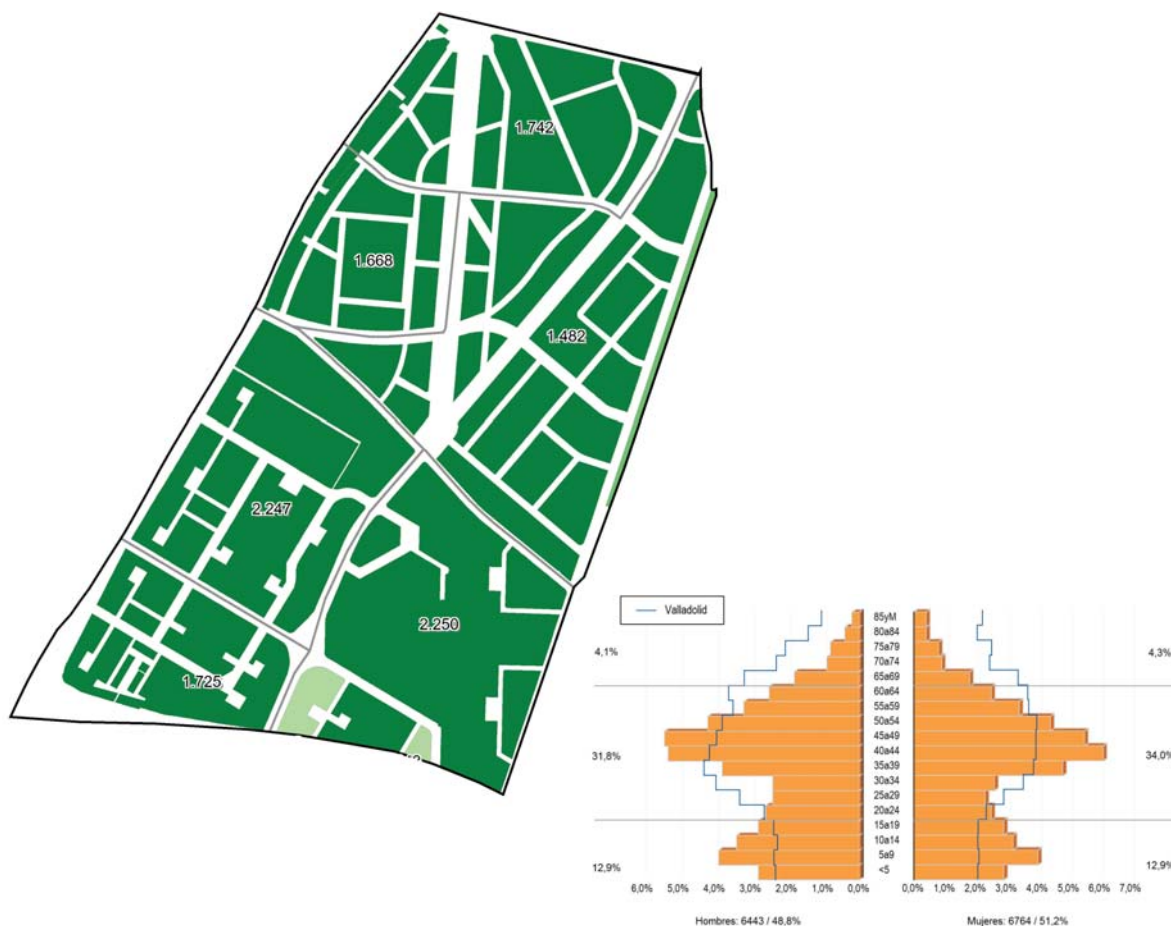 1.742
1.668
1.482
2.247
2.250
1.725
Valladolid
85yM
80a84
75a79
4,1%
4,3%
70a74
65a69
60a64
55a59
50a54
45a49
31,8%
40a44
34,0%
35a39
30a34
25a29
20a24
15a19
10a14
12,9%
5a9
12,9%
<5
6,0% 5,0% 4,0% 3,0% 2,0% 1,0% 0,0% 0,0% 1,0% 2,0% 3,0% 4,0% 5,0% 6,0% 7,0%
Hombres: 6443 / 48,8% Mujeres: 6764 / 51,2%